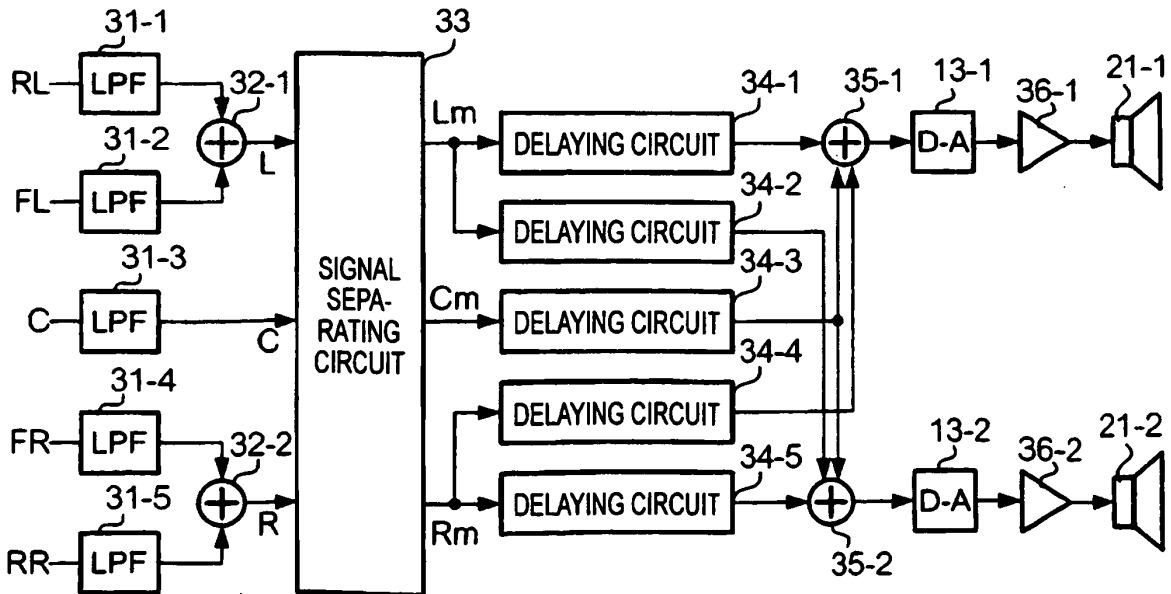 31-1
33
RL LPF
32-1
34-1
35-1
13-1
36-1
21-1
Lm
DELAYING CIRCUIT
D-A
31-2
L
34-2
FL LPF
DELAYING CIRCUIT
31-3
34-3
SIGNAL
SEPA-
RATING
CIRCUIT
Cm
C LPF
C
DELAYING CIRCUIT
31-4
34-4
FR LPF
32-2
DELAYING CIRCUIT
13-2
36-2
21-2
31-5
R
34-5
DELAYING CIRCUIT
D-A
Rm
RR LPF
35-2